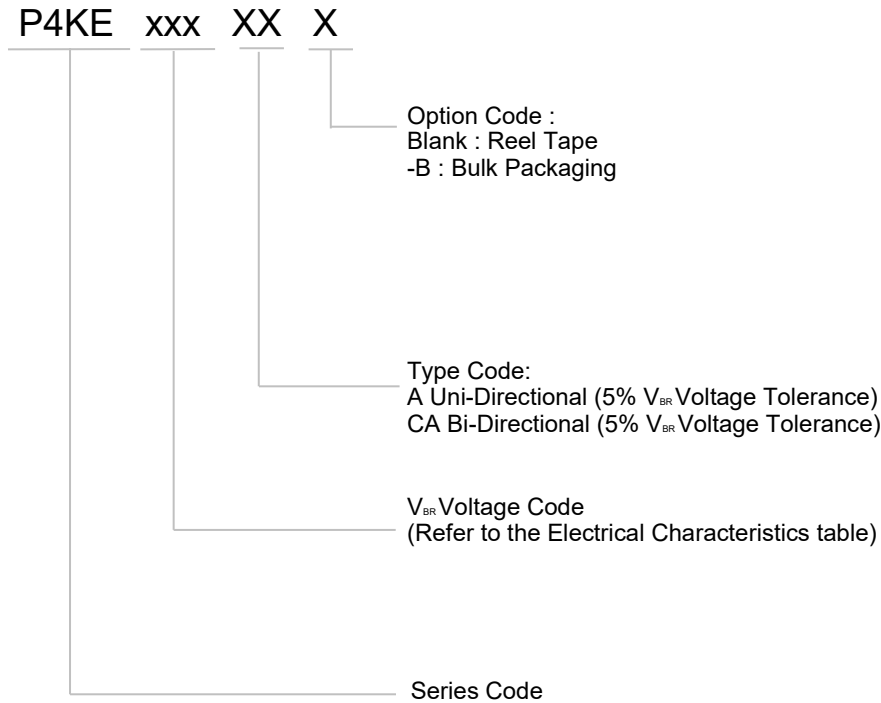 P4KE xxx XX X
Option Code :
Blank : Reel Tape
-B : Bulk Packaging
Type Code:
A Uni-Directional (5% VBR Voltage Tolerance)
CA Bi-Directional (5% VBR Voltage Tolerance)
VBR Voltage Code
(Refer to the Electrical Characteristics table)
Series Code